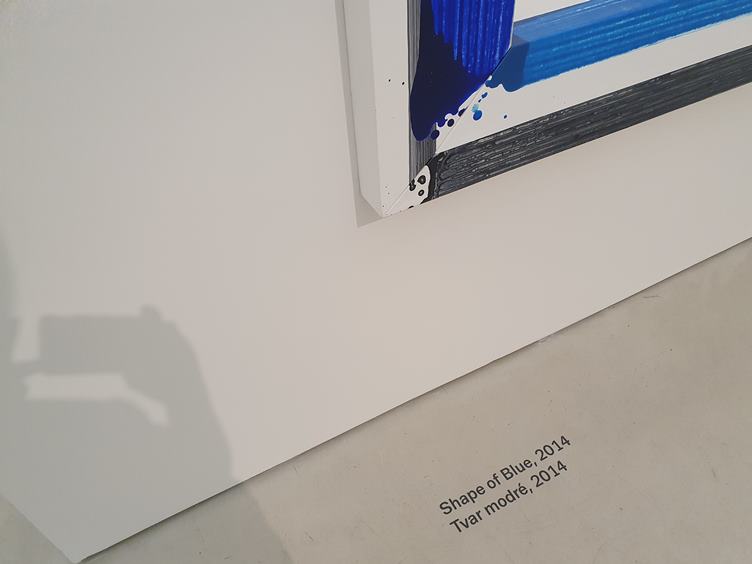 Shape of Blue, 2014
Tvar modré, 2014